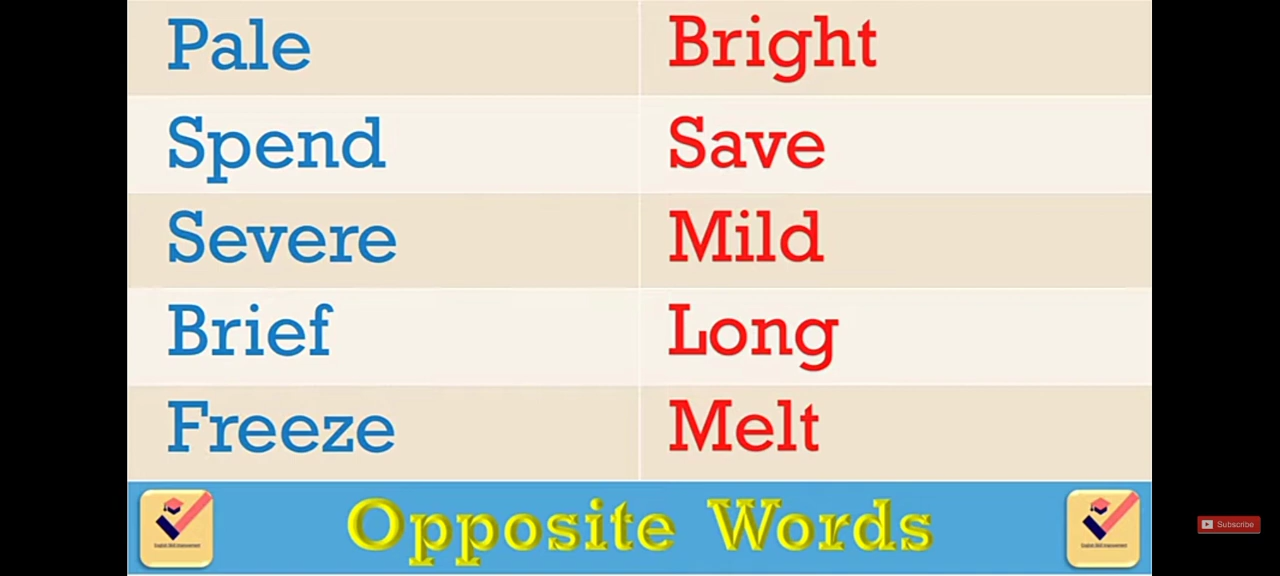 Pale Bright
Spend Save
Severe Mild
Brief Long
Freeze Melt
Opposite Words
Subscribe